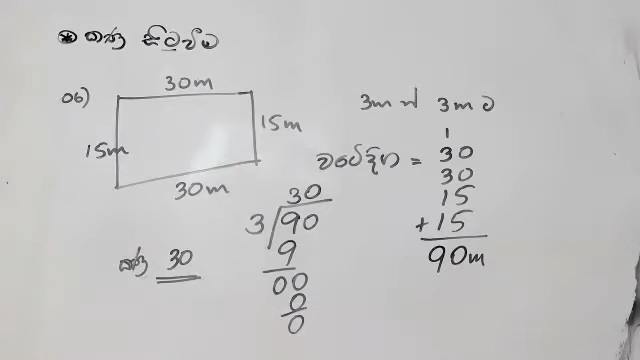 * කණු සිටුවීම
06)
30m
15m
15m
30m
3m න් 3m ට
1
වටේ දිග = 30
30
15
+ 15
90m
30
3 90
9
00
0
0
කණු 30